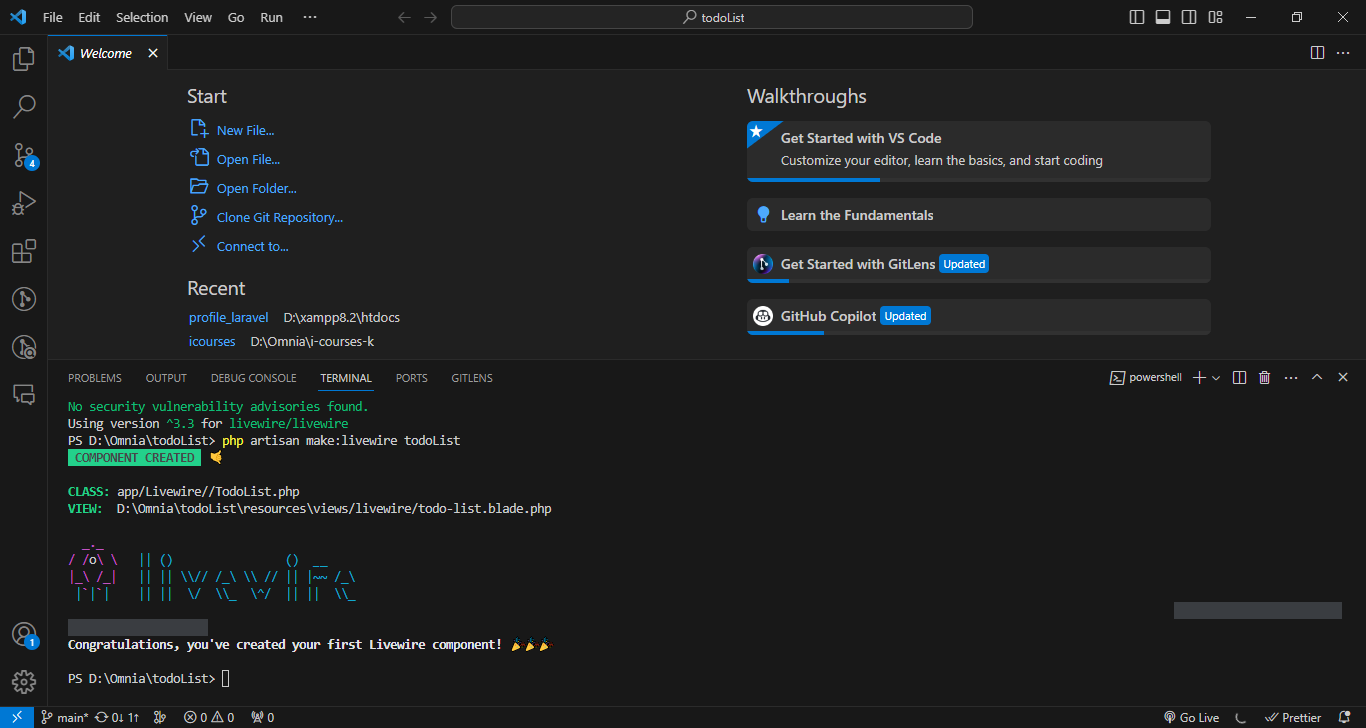 File Edit Selection View Go Run ···
todoList
Welcome
Start
New File...
Open File...
Open Folder...
Clone Git Repository...
Connect to...
Recent
profile_laravel D:\xampp8.2\htdocs
icourses D:\Omnia\i-courses-k
Walkthroughs
Get Started with VS Code
Customize your editor, learn the basics, and start coding
Learn the Fundamentals
Get Started with GitLens Updated
GitHub Copilot Updated
4
1
PROBLEMS OUTPUT DEBUG CONSOLE TERMINAL PORTS GITLENS
powershell
No security vulnerability advisories found.
Using version ^3.3 for livewire/livewire
PS D:\Omnia\todoList> php artisan make:livewire todoList
COMPONENT CREATED 🤙
CLASS: app/Livewire//TodoList.php
VIEW: D:\Omnia\todoList\resources\views/livewire/todo-list.blade.php
  _._
/ /o\ \   || ()                ()  __
|_\ /_|   || || \\// /_\ \\ // || |~~ /_\
 |`|`|    || ||  \/  \\_  \^/  || ||  \\_
Congratulations, you've created your first Livewire component! 🎉🎉🎉
PS D:\Omnia\todoList>
main* 0↓ 1↑ 0 0 0
Go Live Prettier